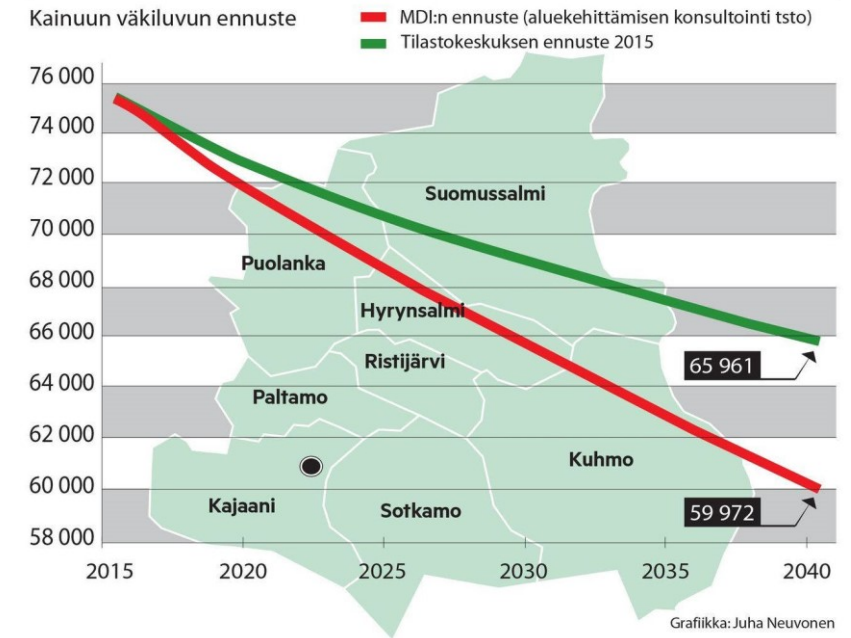 Kainuun väkiluvun ennuste
MDI:n ennuste (aluekehittämisen konsultointi tsto)
Tilastokeskuksen ennuste 2015
76 000
74 000
72 000
70 000
68 000
66 000
64 000
62 000
60 000
58 000
Suomussalmi
Puolanka
Hyrynsalmi
Ristijärvi
Paltamo
Kuhmo
Kajaani
Sotkamo
65 961
59 972
2015
2020
2025
2030
2035
2040
Grafiikka: Juha Neuvonen